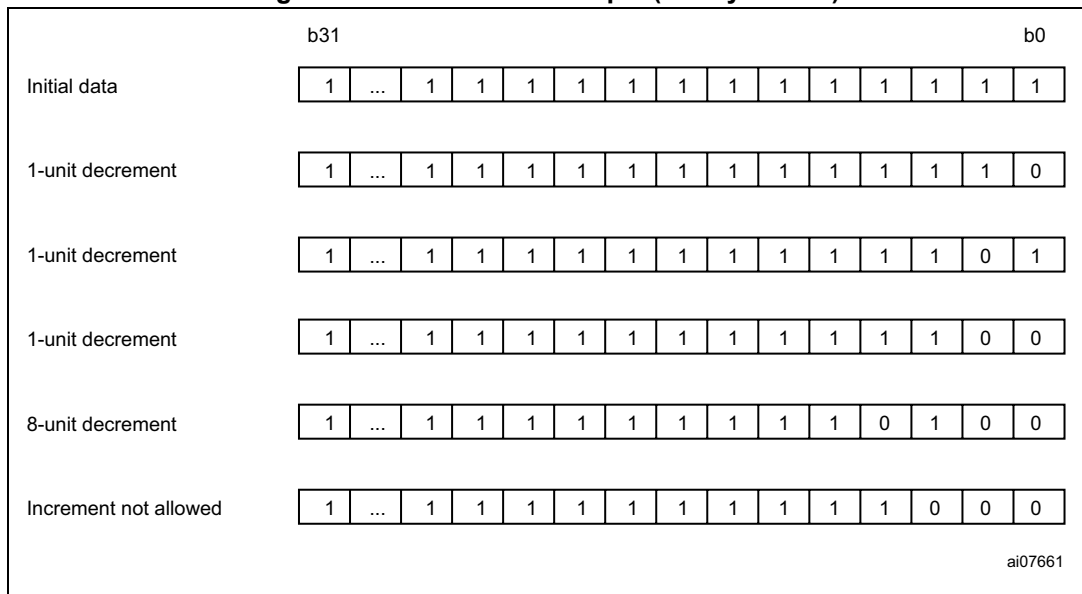 b31 b0
Initial data 1 ... 1 1 1 1 1 1 1 1 1 1 1 1 1
1-unit decrement 1 ... 1 1 1 1 1 1 1 1 1 1 1 1 0
1-unit decrement 1 ... 1 1 1 1 1 1 1 1 1 1 1 0 1
1-unit decrement 1 ... 1 1 1 1 1 1 1 1 1 1 1 0 0
8-unit decrement 1 ... 1 1 1 1 1 1 1 1 1 0 1 0 0
Increment not allowed 1 ... 1 1 1 1 1 1 1 1 1 1 0 0 0
ai07661